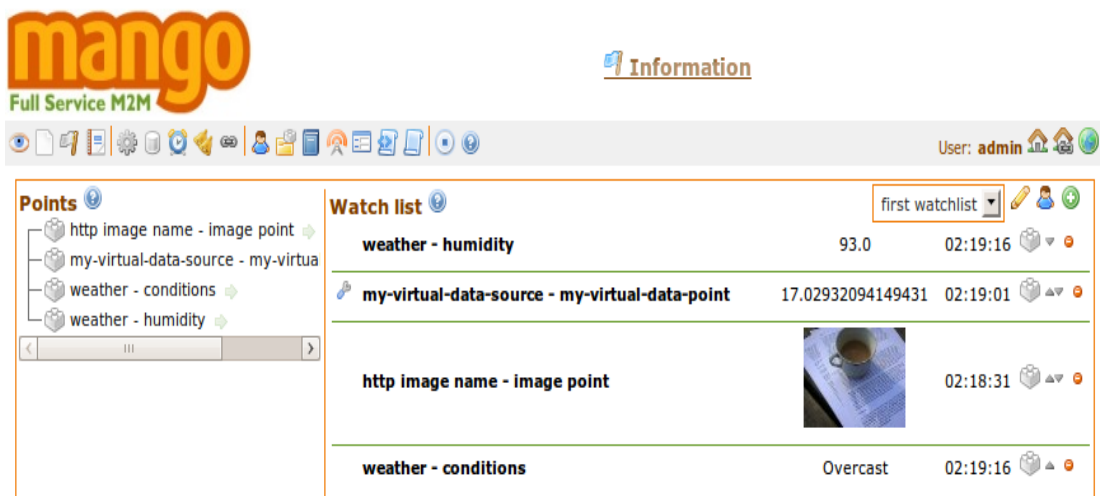 mango
Full Service M2M
Information
User: admin
Points
http image name - image point
my-virtual-data-source - my-virtua
weather - conditions
weather - humidity
Watch list
first watchlist
weather - humidity 93.0 02:19:16
my-virtual-data-source - my-virtual-data-point 17.02932094149431 02:19:01
http image name - image point 02:18:31
weather - conditions Overcast 02:19:16